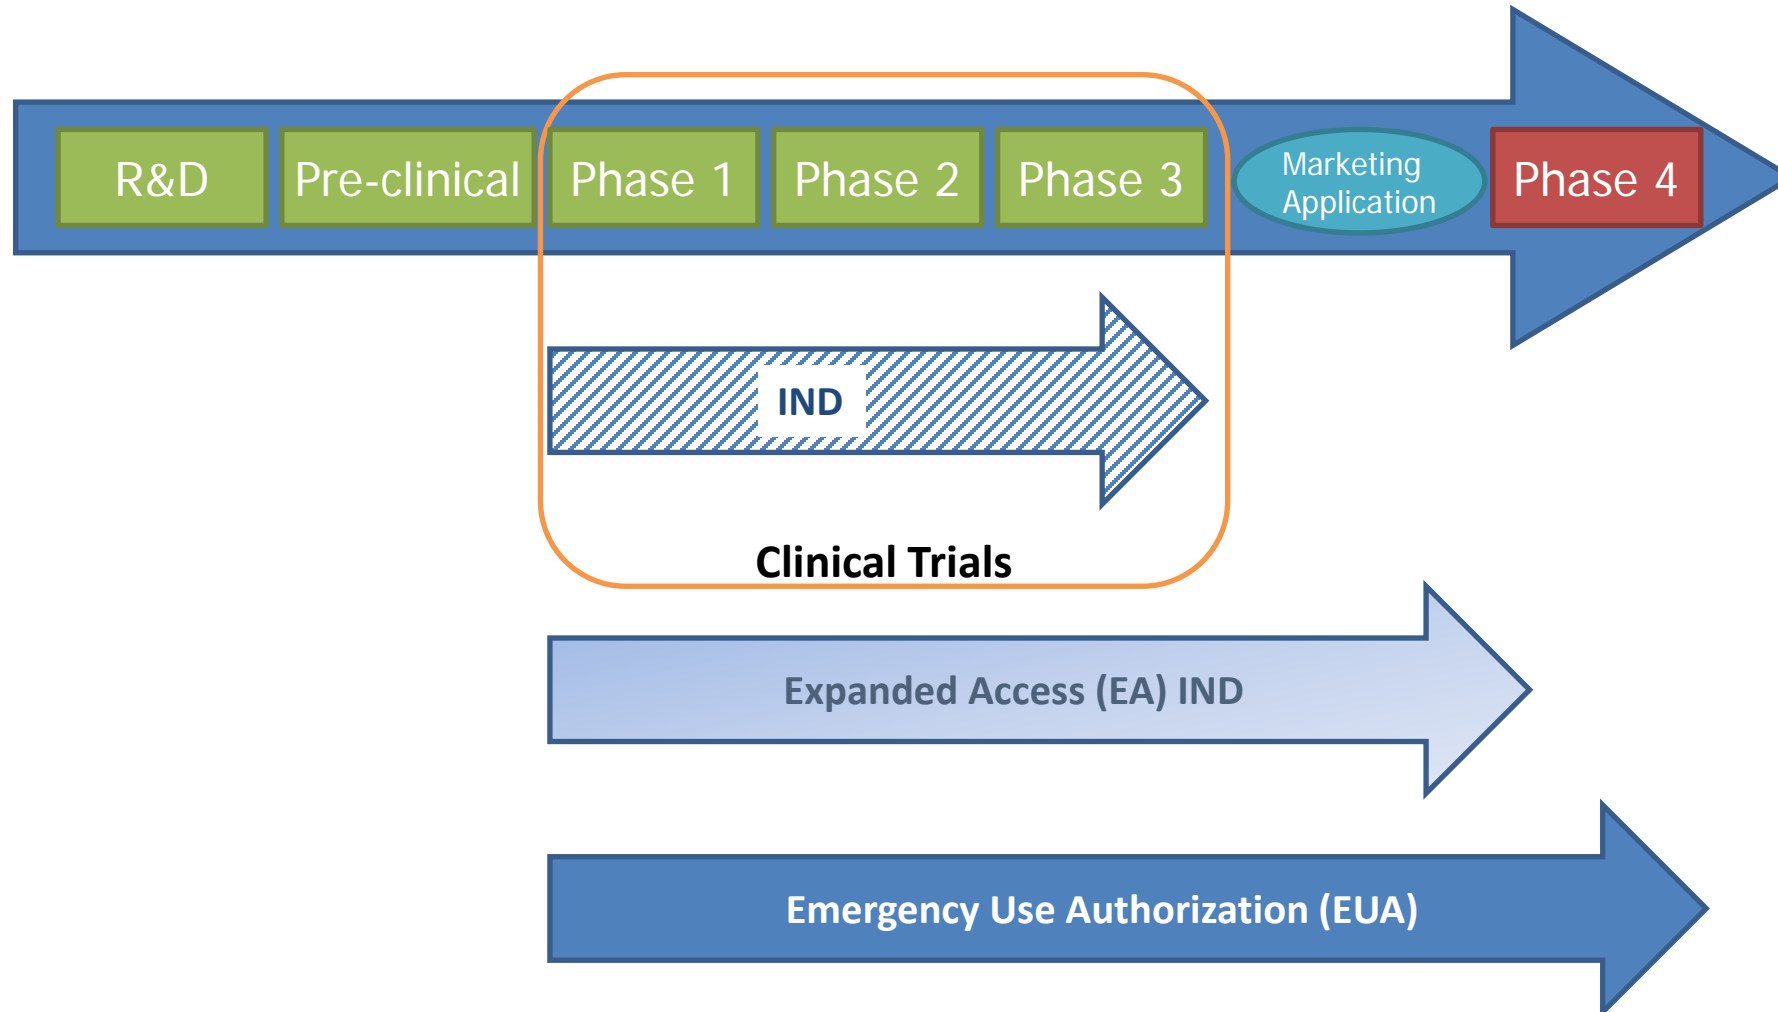 R&D
Pre-clinical
Phase 1
Phase 2
Phase 3
Marketing
Application
Phase 4
IND
Clinical Trials
Expanded Access (EA) IND
Emergency Use Authorization (EUA)